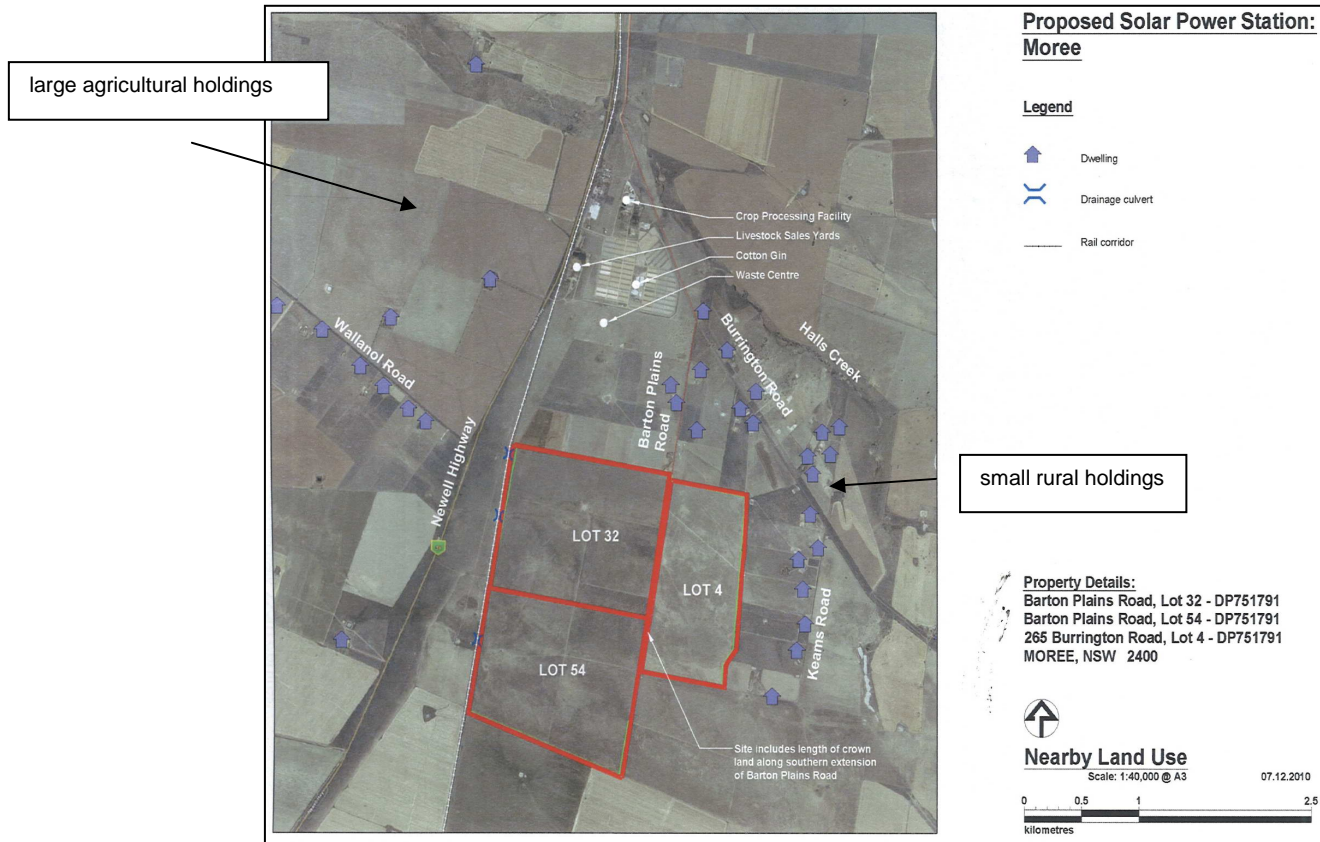 large agricultural holdings
Proposed Solar Power Station:
Moree
Legend
Dwelling
Drainage culvert
Rail corridor
Crop Processing Facility
Livestock Sales Yards
Cotton Gin
Waste Centre
Wallanol Road
Newell Highway
Barton Plains
Road
Burrington Road
Halls Creek
small rural holdings
LOT 32
LOT 4
LOT 54
Keams Road
Site includes length of crown
land along southern extension
of Barton Plains Road
Property Details:
Barton Plains Road, Lot 32 - DP751791
Barton Plains Road, Lot 54 - DP751791
265 Burrington Road, Lot 4 - DP751791
MOREE, NSW 2400
Nearby Land Use
Scale: 1:40,000 @ A3
07.12.2010
0 0.5 1 2.5
kilometres